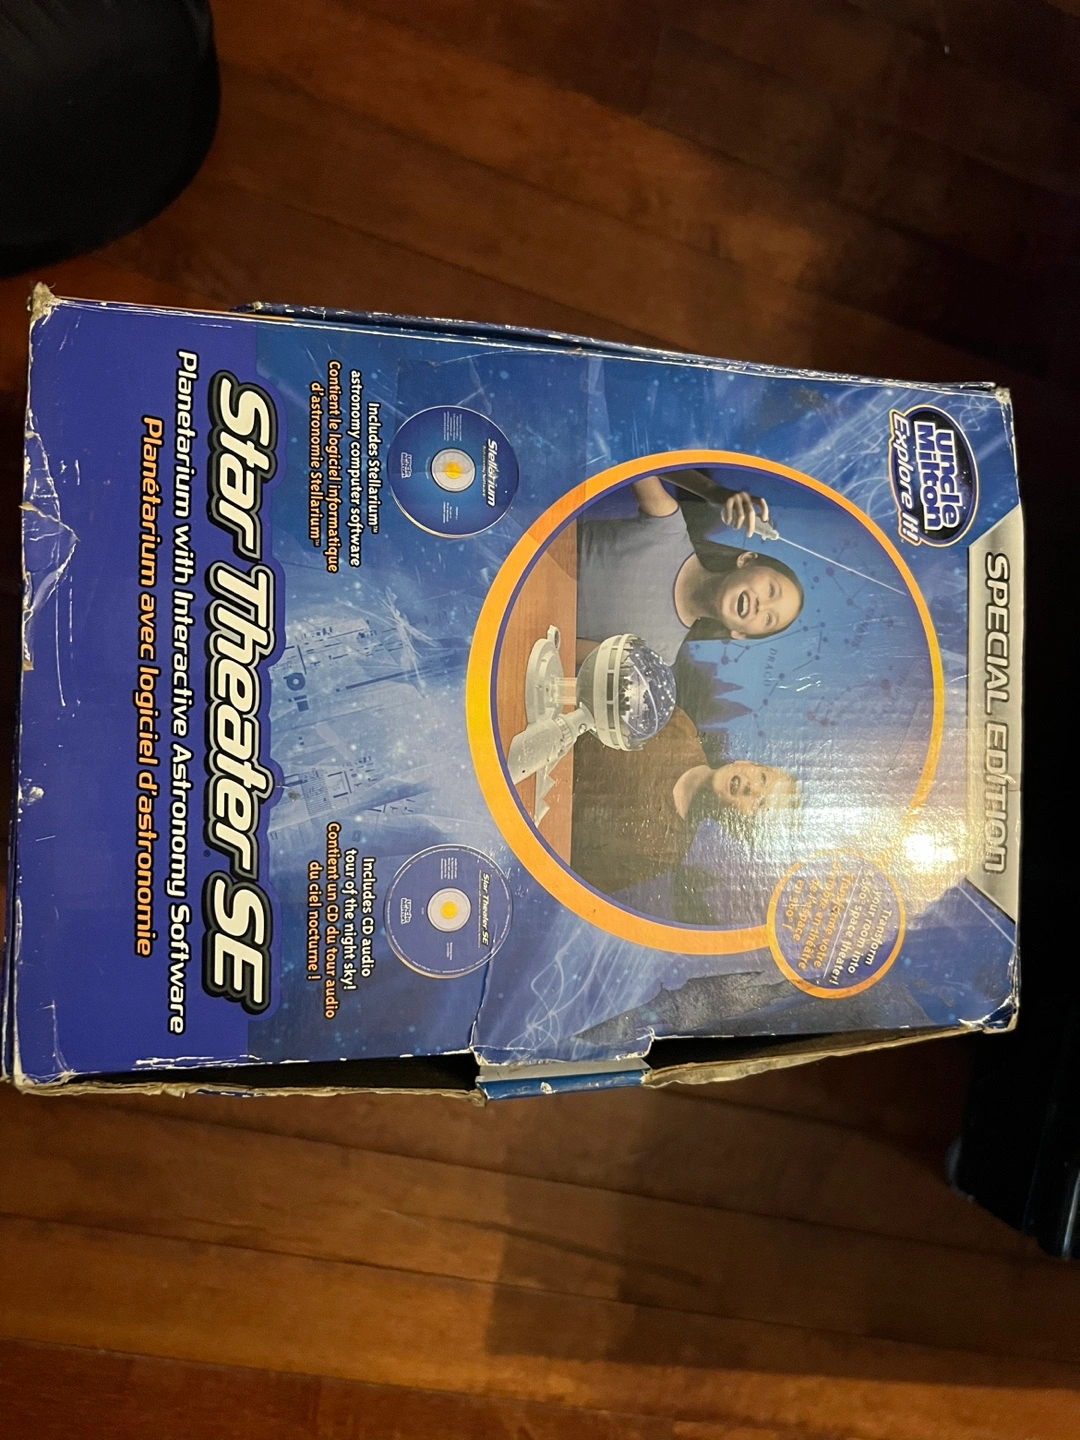 SPECIAL EDITION
uncle
Milton
Explore It!
DRACO
Transform
your room into
a space theater!
Transforme votre
Stellarium
Includes Stellarium™
astronomy computer software
Contient le logiciel informatique
d'astronomie Stellarium™
Star Theater SE
Includes CD audio
tour of the night sky!
Contient un CD du tour audio
du ciel nocturne !
Star Theater SE
Planetarium with Interactive Astronomy Software
Planétarium avec logiciel d'astronomie